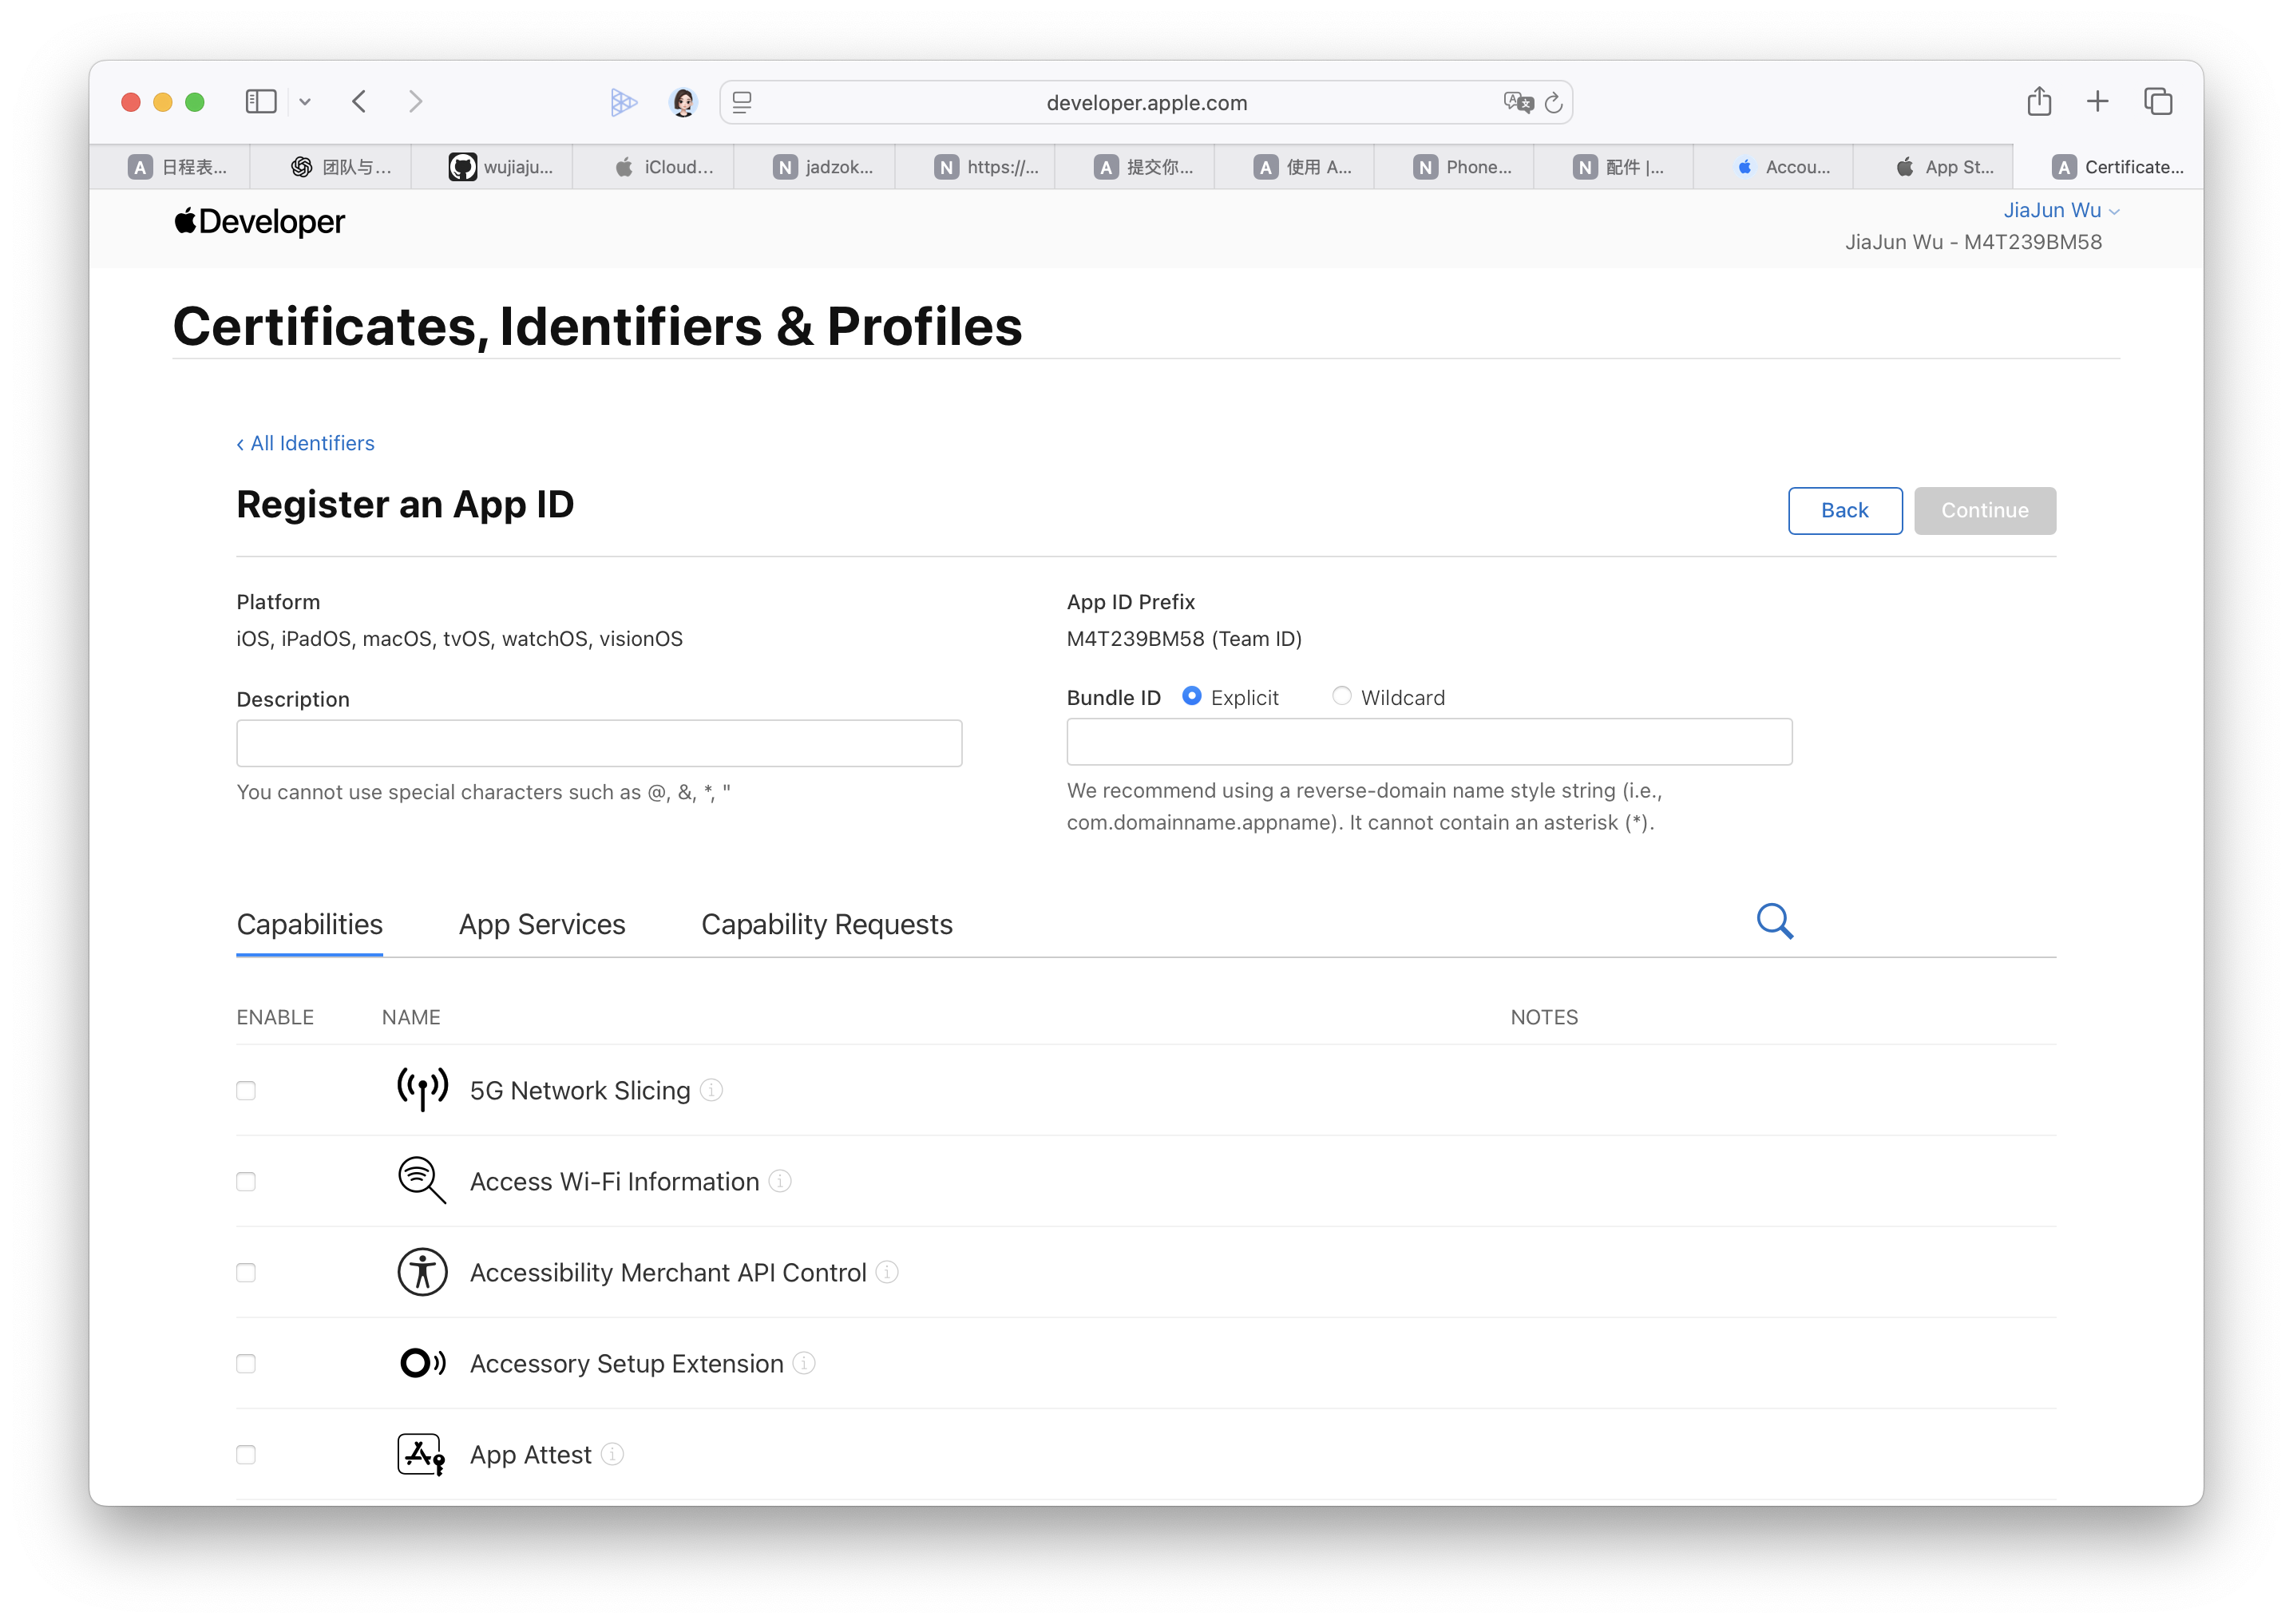 developer.apple.com
A 日程表...
团队与...
wujiaju...
iCloud...
N jadzok...
N https://...
A 提交你...
A 使用 A...
N Phone...
N 配件 |...
Accou...
App St...
A Certificate...
Developer
JiaJun Wu
JiaJun Wu - M4T239BM58
Certificates, Identifiers & Profiles
‹ All Identifiers
Register an App ID
Back
Continue
Platform
iOS, iPadOS, macOS, tvOS, watchOS, visionOS
App ID Prefix
M4T239BM58 (Team ID)
Description
You cannot use special characters such as @, &, *, "
Bundle ID Explicit Wildcard
We recommend using a reverse-domain name style string (i.e.,
com.domainname.appname). It cannot contain an asterisk (*).
Capabilities
App Services
Capability Requests
ENABLE
NAME
NOTES
5G Network Slicing
Access Wi-Fi Information
Accessibility Merchant API Control
Accessory Setup Extension
App Attest